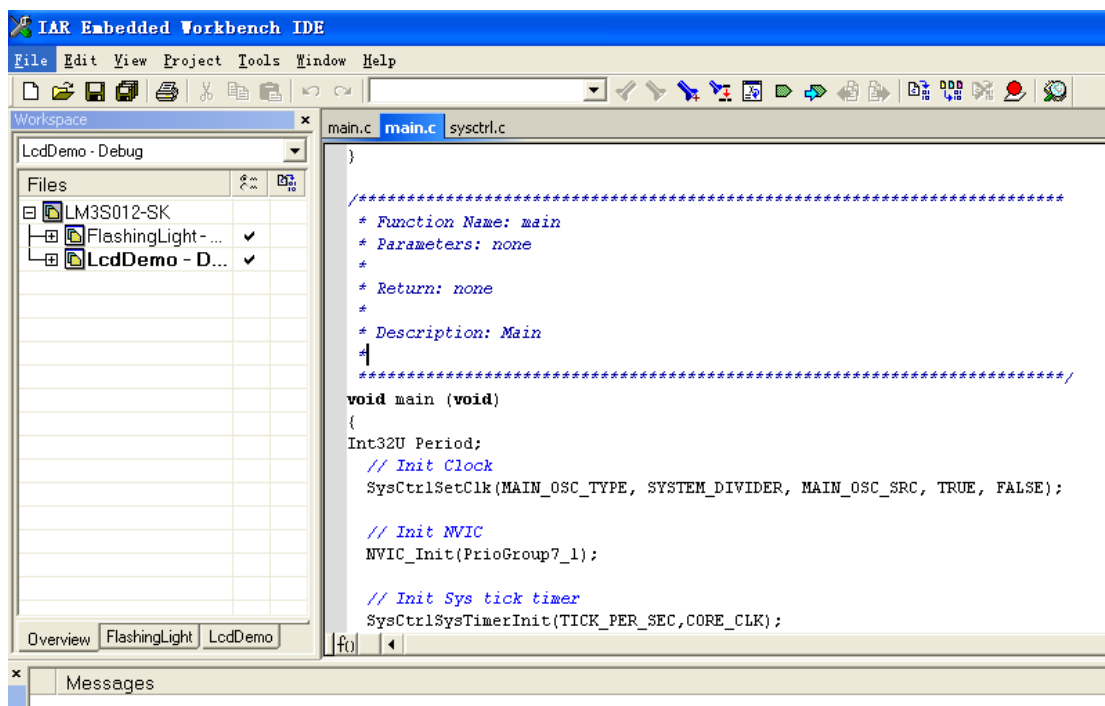 IAR Embedded Workbench IDE
File Edit View Project Tools Window Help
Workspace
LcdDemo - Debug
Files
LM3S012-SK
FlashingLight - ...
LcdDemo - D...
Overview FlashingLight LcdDemo
main.c main.c sysctrl.c
}
/*************************************************************************
* Function Name: main
* Parameters: none
*
* Return: none
*
* Description: Main
*
*************************************************************************/
void main (void)
{
Int32U Period;
// Init Clock
SysCtrlSetClk(MAIN_OSC_TYPE, SYSTEM_DIVIDER, MAIN_OSC_SRC, TRUE, FALSE);
// Init NVIC
NVIC_Init(PrioGroup7_1);
// Init Sys tick timer
SysCtrlSysTimerInit(TICK_PER_SEC,CORE_CLK);
f()
Messages